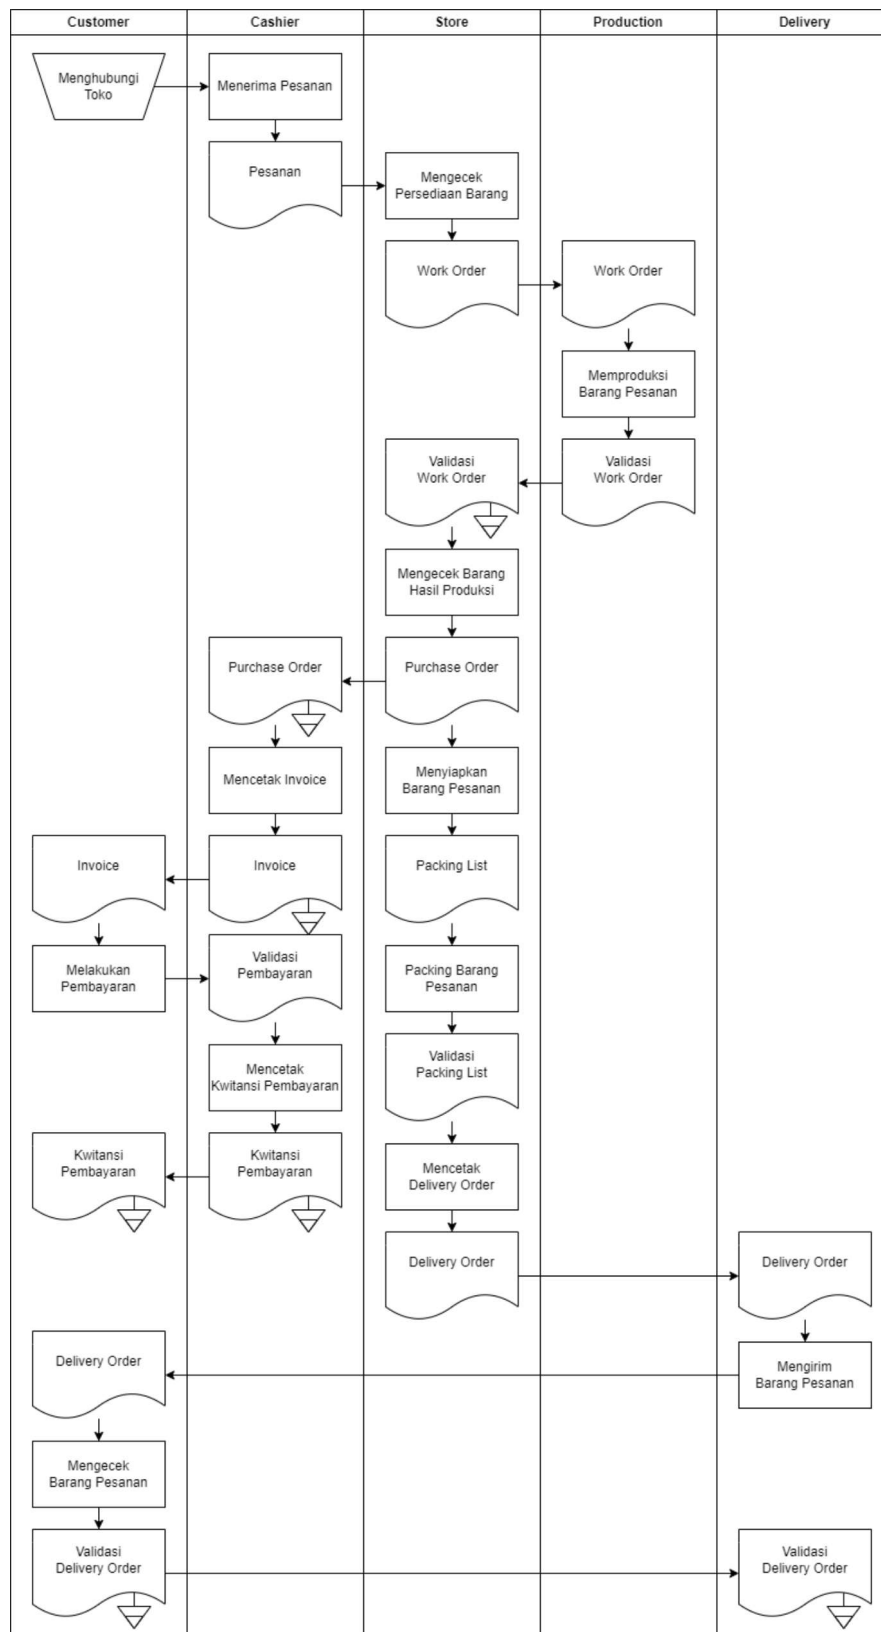 Customer
Cashier
Store
Production
Delivery
Menghubungi
Toko
Menerima Pesanan
Pesanan
Mengecek
Persediaan Barang
Work Order
Work Order
Memproduksi
Barang Pesanan
Validasi
Work Order
Validasi
Work Order
Mengecek Barang
Hasil Produksi
Purchase Order
Purchase Order
Mencetak Invoice
Menyiapkan
Barang Pesanan
Invoice
Invoice
Packing List
Melakukan
Pembayaran
Validasi
Pembayaran
Packing Barang
Pesanan
Mencetak
Kwitansi Pembayaran
Validasi
Packing List
Kwitansi
Pembayaran
Kwitansi
Pembayaran
Mencetak
Delivery Order
Delivery Order
Delivery Order
Delivery Order
Mengirim
Barang Pesanan
Mengecek
Barang Pesanan
Validasi
Delivery Order
Validasi
Delivery Order